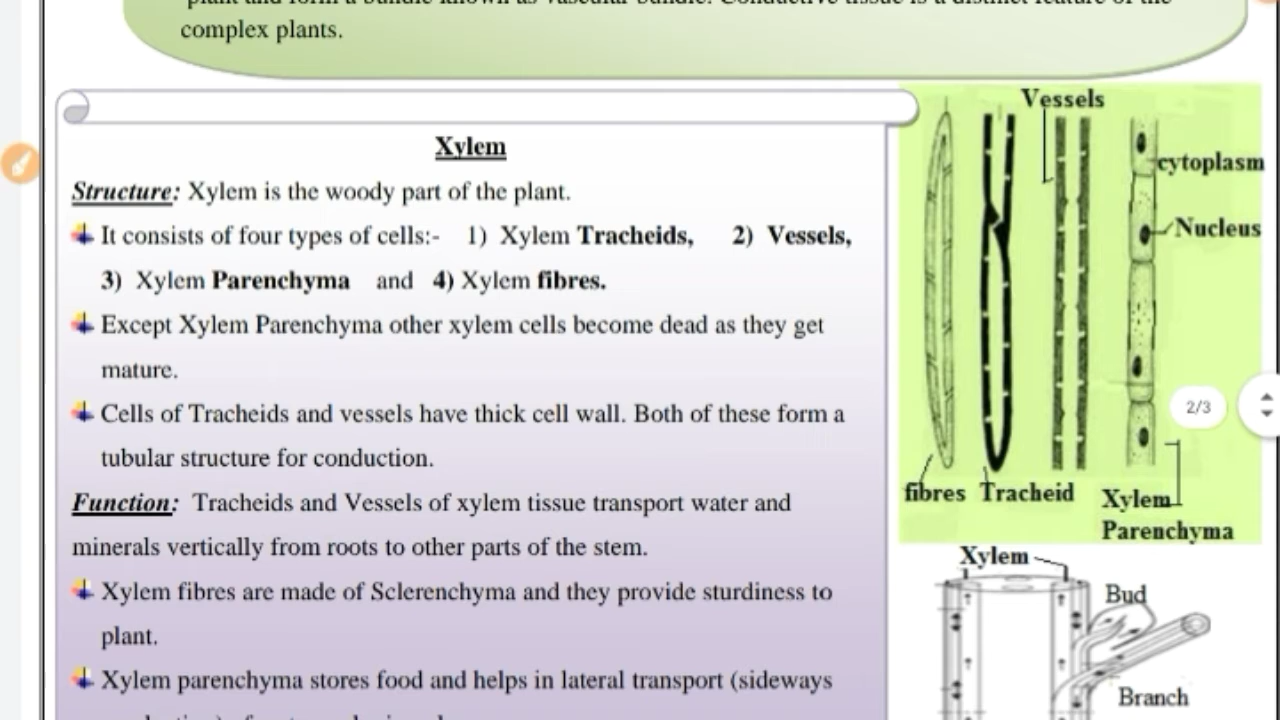 complex plants.
Xylem
Structure: Xylem is the woody part of the plant.
It consists of four types of cells:- 1) Xylem Tracheids, 2) Vessels,
3) Xylem Parenchyma and 4) Xylem fibres.
Except Xylem Parenchyma other xylem cells become dead as they get
mature.
Cells of Tracheids and vessels have thick cell wall. Both of these form a
tubular structure for conduction.
Function: Tracheids and Vessels of xylem tissue transport water and
minerals vertically from roots to other parts of the stem.
Xylem fibres are made of Sclerenchyma and they provide sturdiness to
plant.
Xylem parenchyma stores food and helps in lateral transport (sideways
Vessels
cytoplasm
Nucleus
2/3
fibres Tracheid
Xylem
Parenchyma
Xylem
Bud
Branch